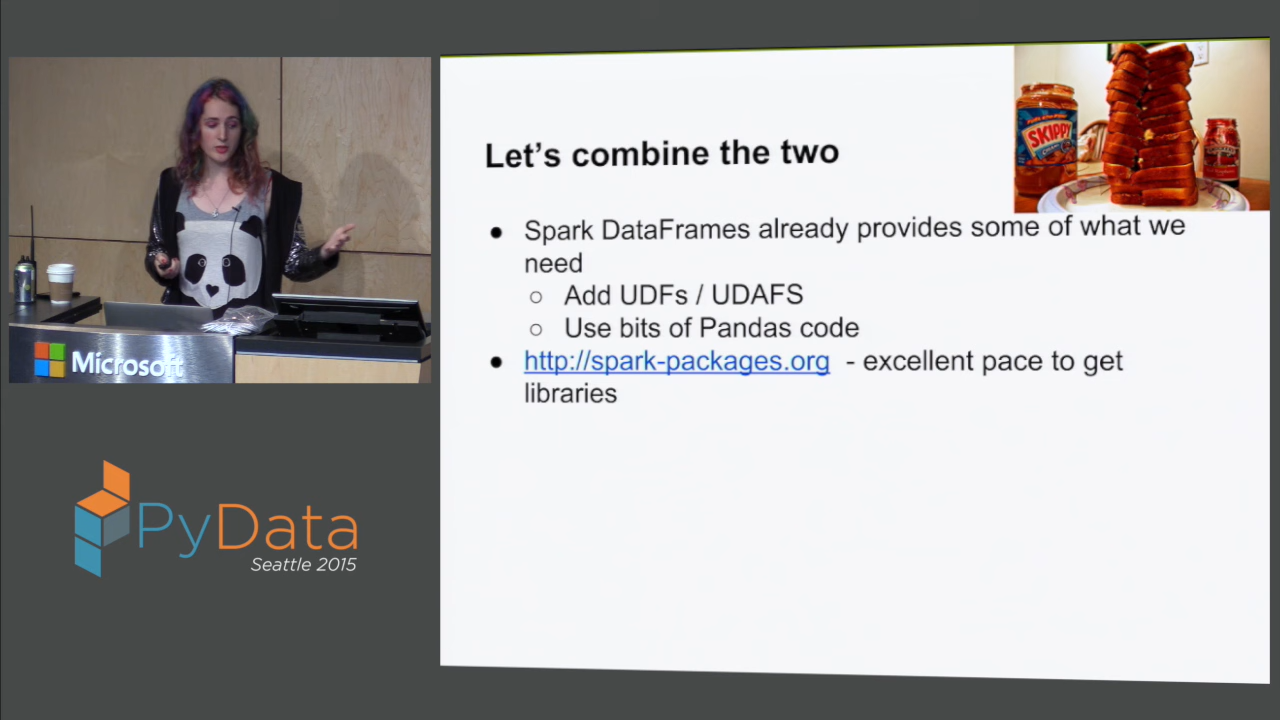 Let's combine the two
● Spark DataFrames already provides some of what we
need
○ Add UDFs / UDAFS
○ Use bits of Pandas code
● http://spark-packages.org - excellent pace to get
libraries
SKIPPY
Microsoft
PyData
Seattle 2015